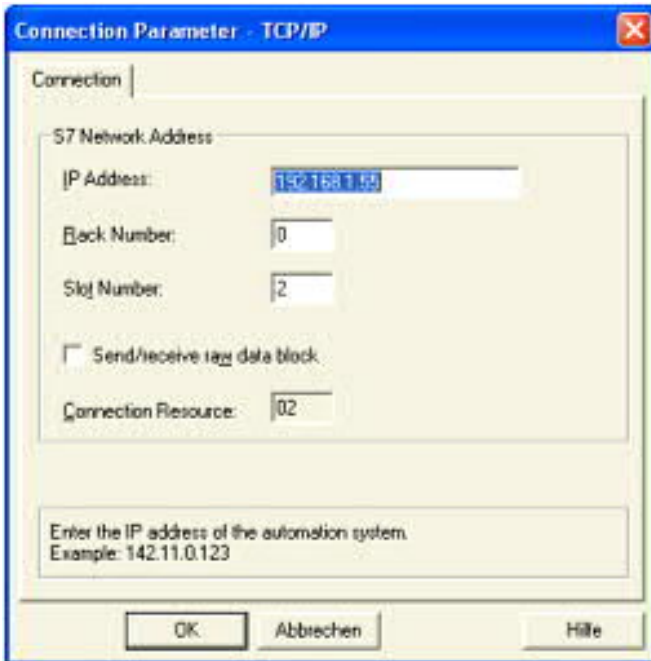 Connection Parameter - TCP/IP
Connection
S7 Network Address
IP Address: 192.168.1.55
Rack Number: 0
Slot Number: 2
Send/receive raw data block
Connection Resource: 02
Enter the IP address of the automation system.
Example: 142.11.0.123
OK Abbrechen Hilfe